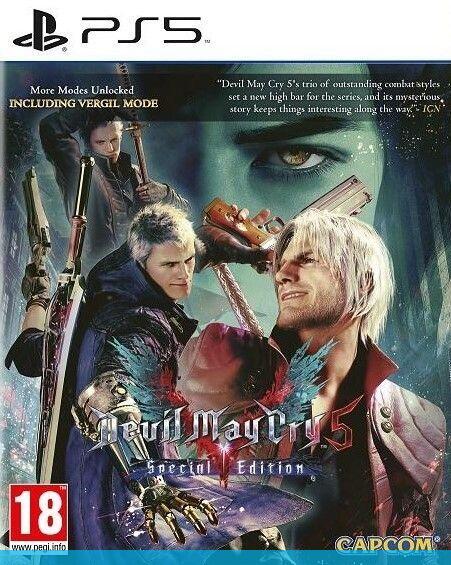 PS5
More Modes Unlocked
INCLUDING VERGIL MODE
"Devil May Cry 5's trio of outstanding combat styles
set a new high bar for the series, and its mysterious
story keeps things interesting along the way." - IGN
Devil May Cry 5
Special Edition
18
www.pegi.info
CAPCOM